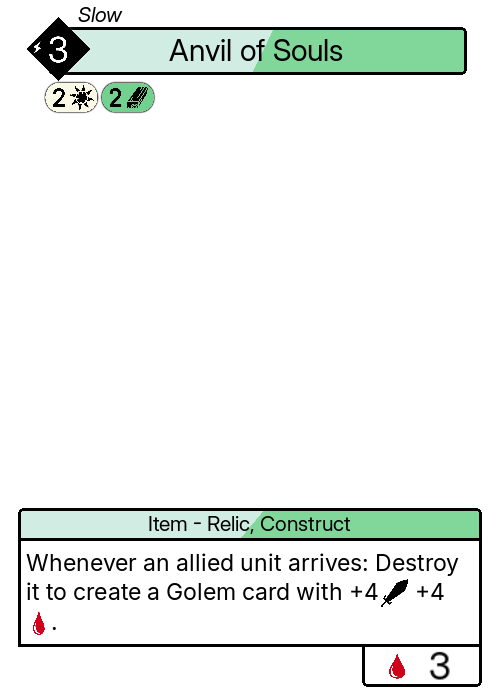 Slow
3 Anvil of Souls
2 2
Item - Relic, Construct
Whenever an allied unit arrives: Destroy
it to create a Golem card with +4 +4
.
3